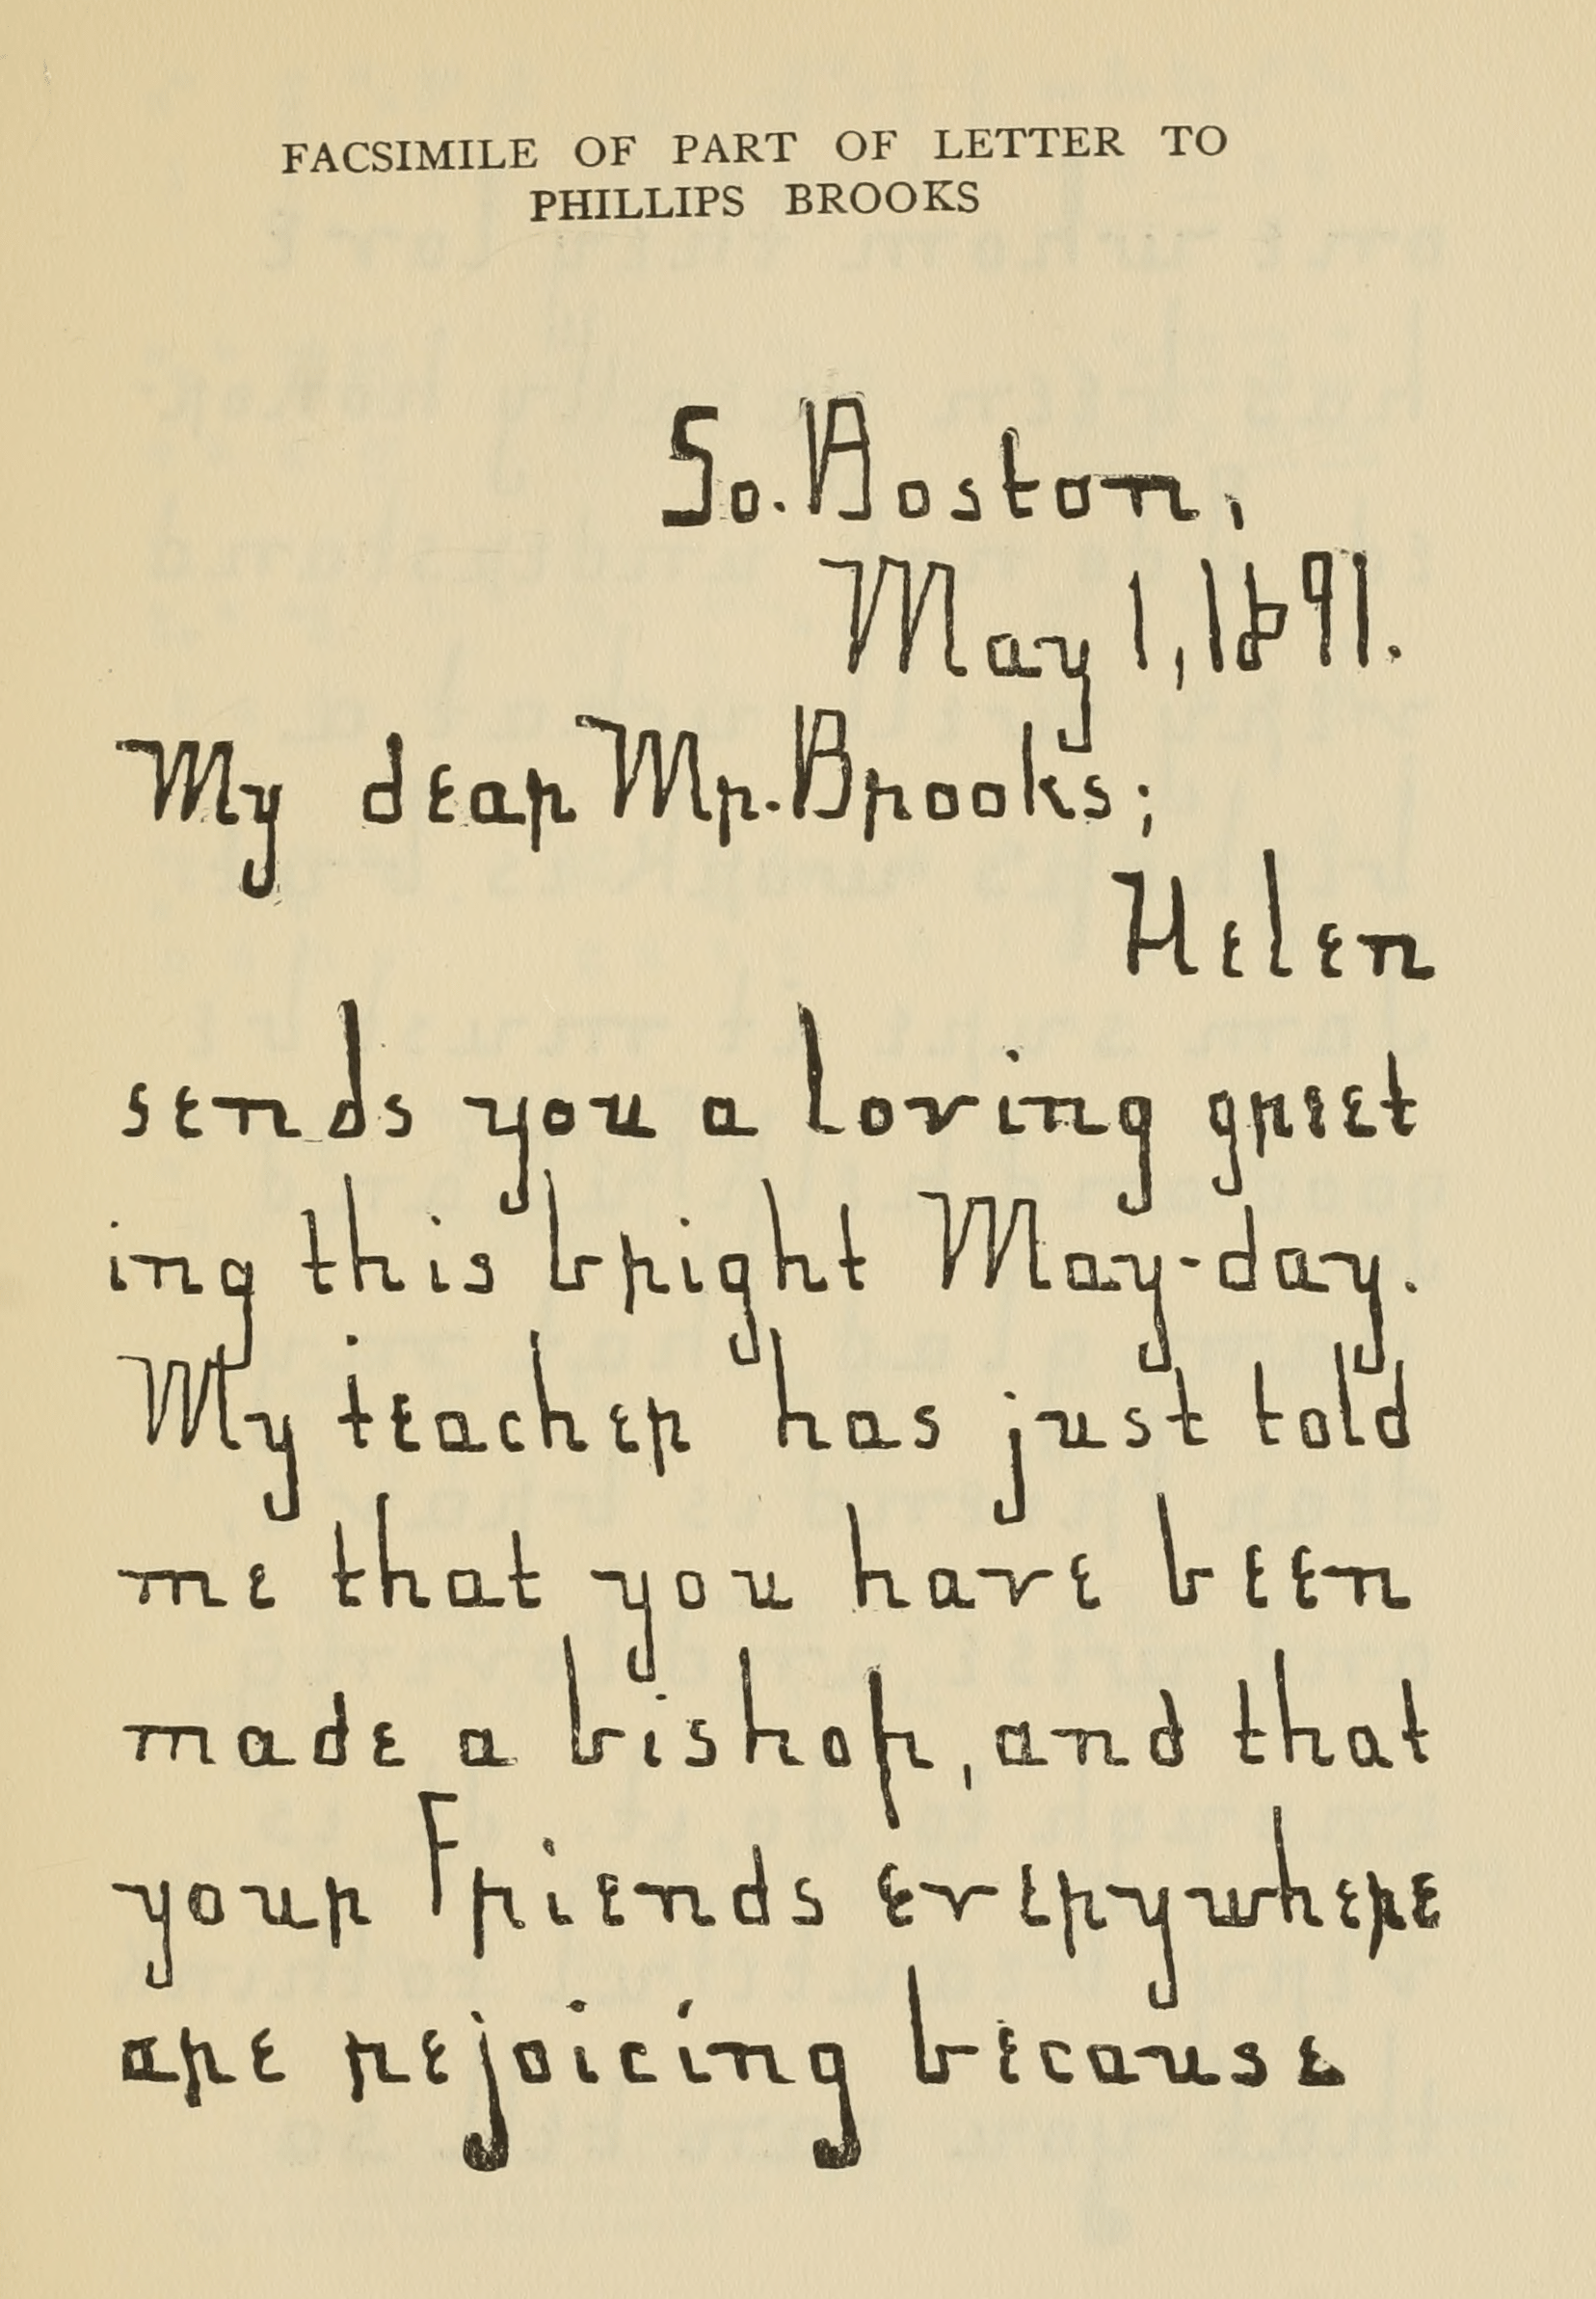 FACSIMILE OF PART OF LETTER TO
PHILLIPS BROOKS
So. Boston,
May 1, 1891.
My dear Mr. Brooks;
Helen
sends you a loving greet
ing this bright May-day.
My teacher has just told
me that you have been
made a bishop, and that
your Friends everywhere
are rejoicing because